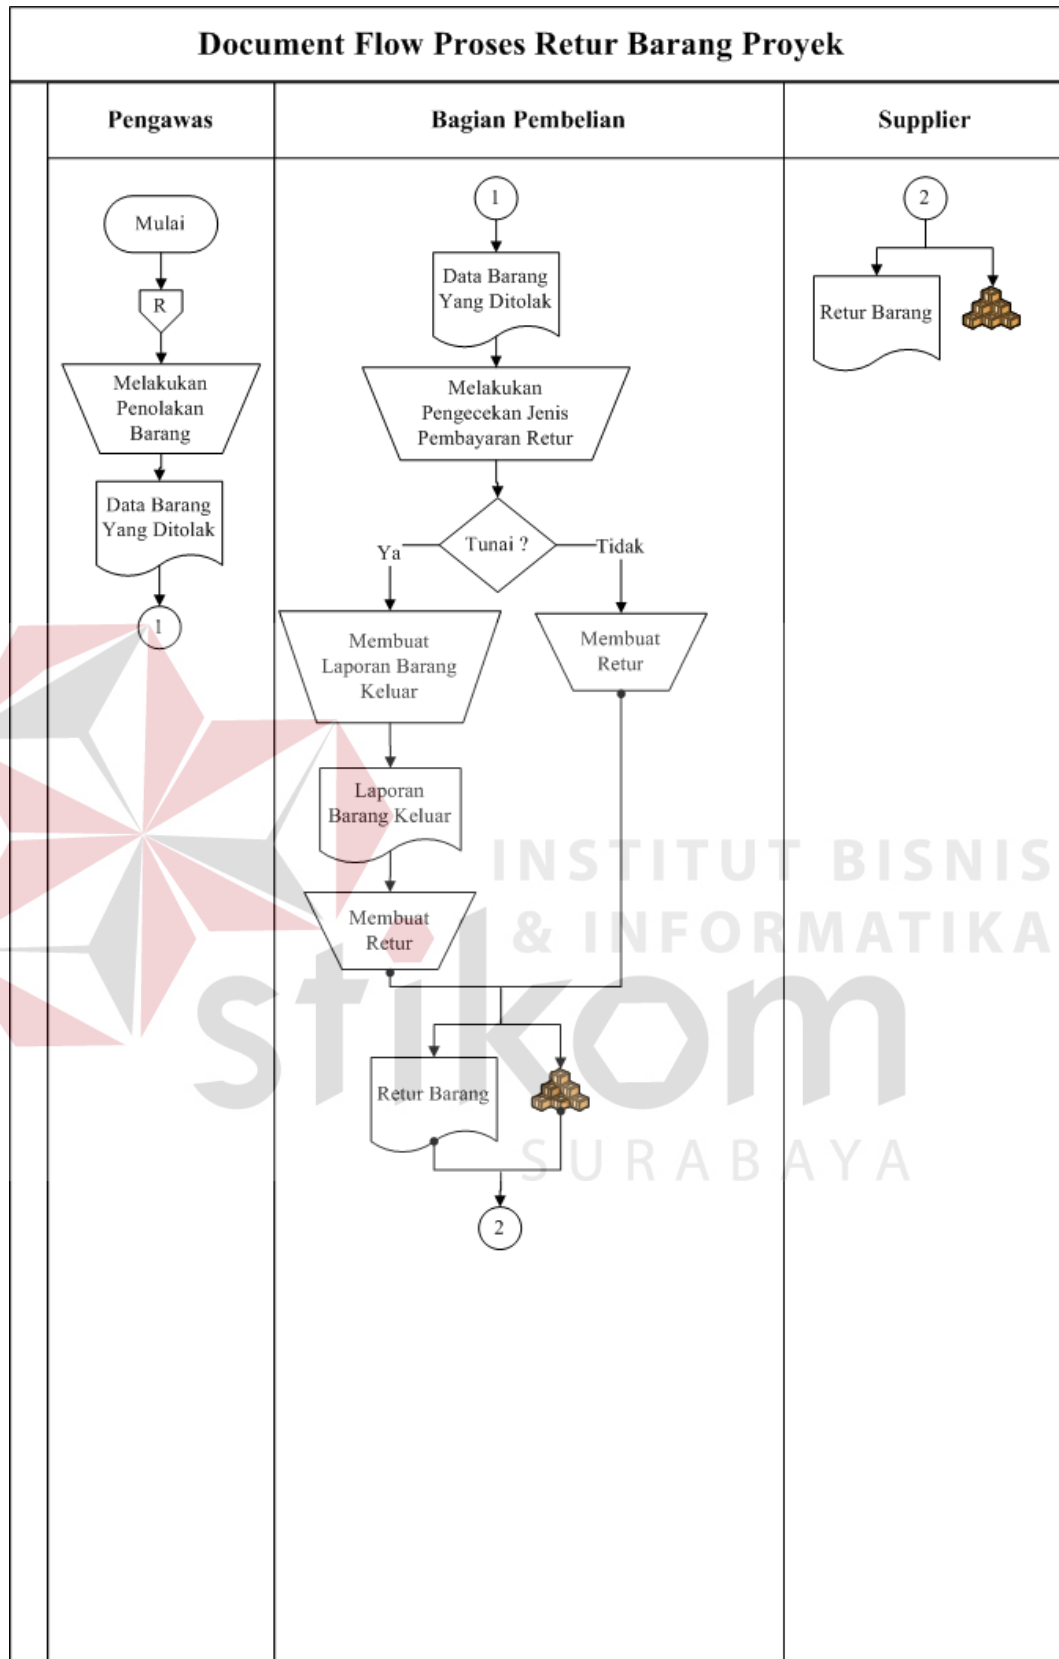 Document Flow Proses Retur Barang Proyek
Pengawas
Bagian Pembelian
Supplier
Mulai
R
Melakukan
Penolakan
Barang
Data Barang
Yang Ditolak
1
1
Data Barang
Yang Ditolak
Melakukan
Pengecekan Jenis
Pembayaran Retur
Tunai ?
Ya
Tidak
Membuat
Laporan Barang
Keluar
Membuat
Retur
Laporan
Barang Keluar
Membuat
Retur
Retur Barang
2
2
Retur Barang
INSTITUT BISNIS
& INFORMATIKA
stikom
SURABAYA